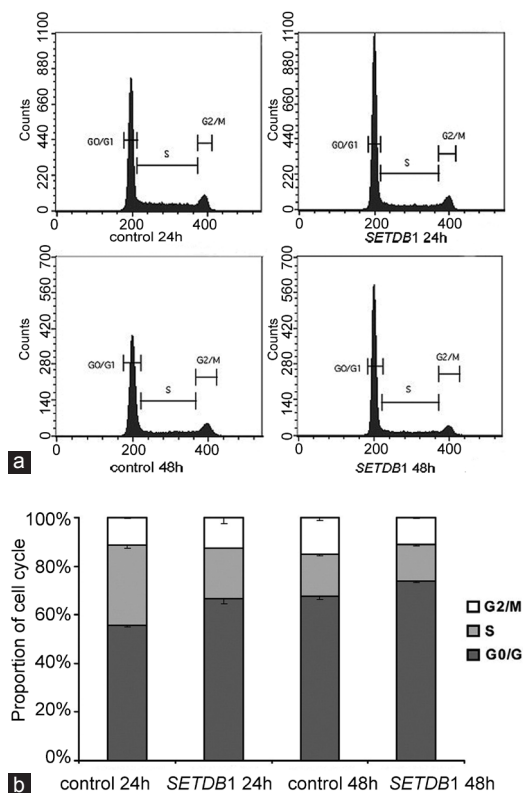 1100
880
660
440
220
0
Counts
G0/G1
S
G2/M
0 200 400
control 24h
1100
880
660
440
220
0
Counts
G0/G1
S
G2/M
0 200 400
SETDB1 24h
700
560
420
280
140
0
Counts
G0/G1
S
G2/M
0 200 400
control 48h
700
560
420
280
140
0
Counts
G0/G1
S
G2/M
0 200 400
SETDB1 48h
a
Proportion of cell cycle
100%
80%
60%
40%
20%
0%
G2/M
S
G0/G
control 24h SETDB1 24h control 48h SETDB1 48h
b